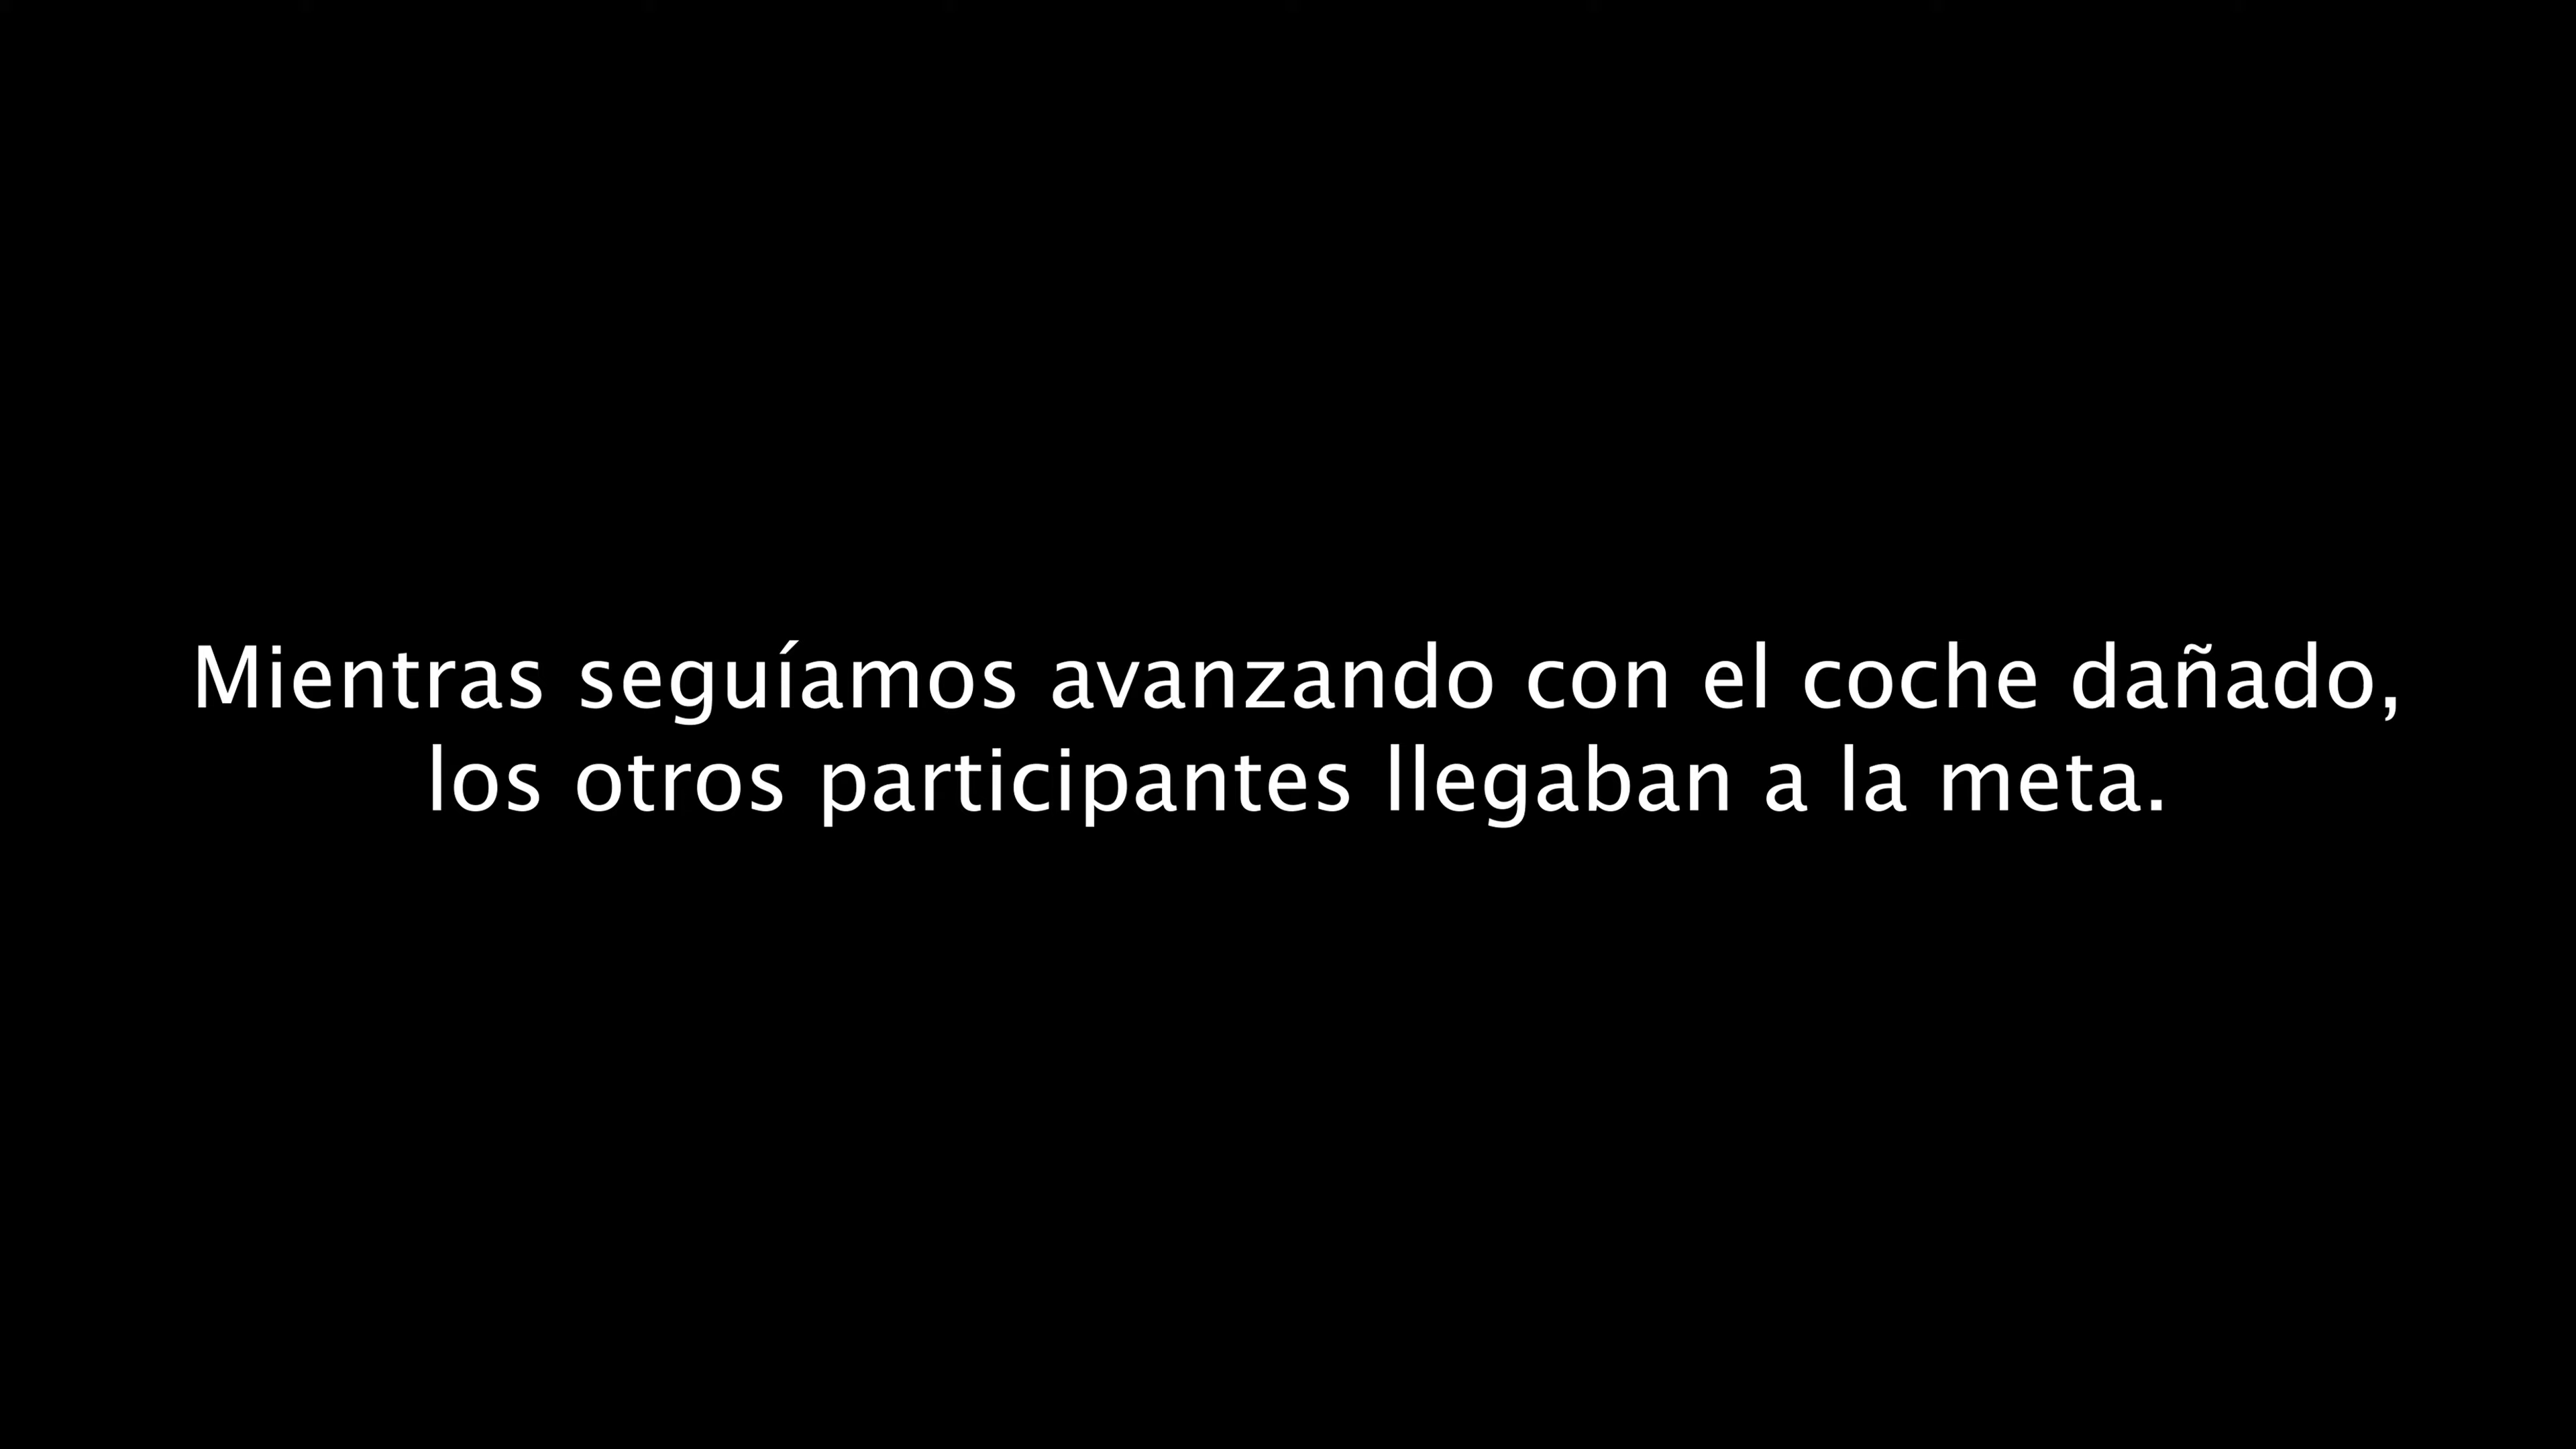 Mientras seguíamos avanzando con el coche dañado,
los otros participantes llegaban a la meta.